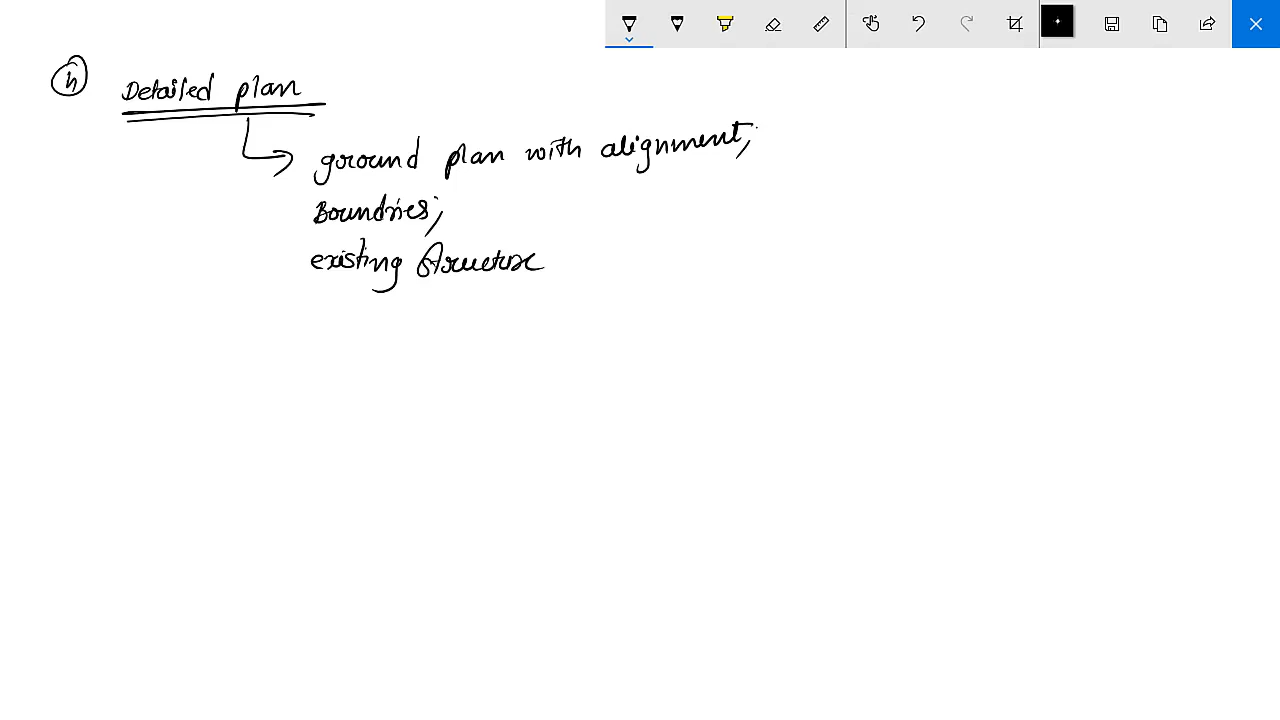 (h) Detailed plan
ground plan with alignment;
Boundries;
existing structure